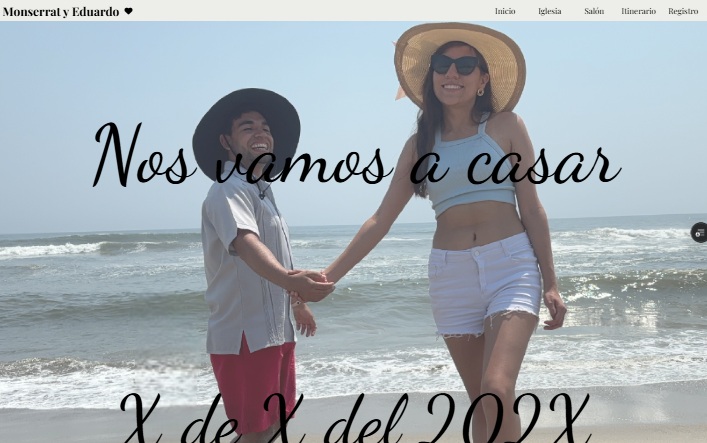 Monserrat y Eduardo ♥
Inicio Iglesia Salón Itinerario Registro
Nos vamos a casar
X de X del 202X